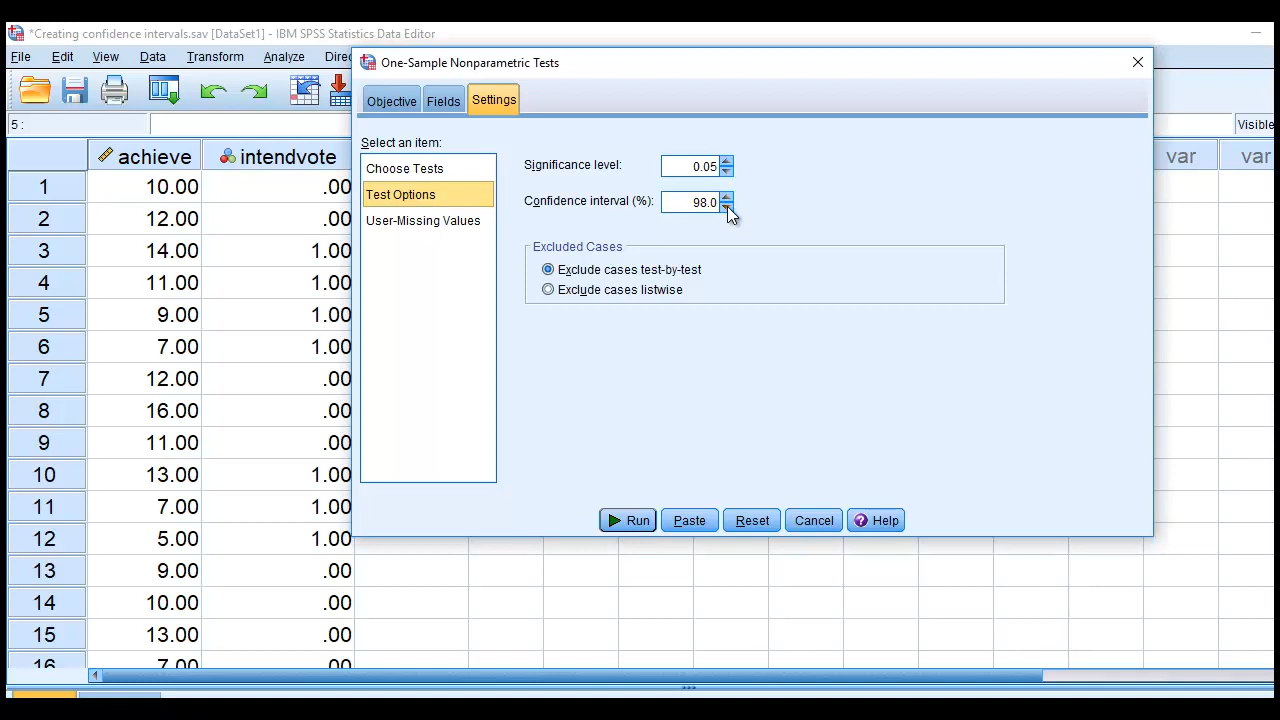 *Creating confidence intervals.sav [DataSet1] - IBM SPSS Statistics Data Editor
File Edit View Data Transform Analyze Direc
One-Sample Nonparametric Tests
Objective Fields Settings
5 :
Visible
Select an item:
Choose Tests
Test Options
User-Missing Values
Significance level: 0.05
Confidence interval (%): 98.0
Excluded Cases
Exclude cases test-by-test
Exclude cases listwise
Run Paste Reset Cancel Help
achieve intendvote var var
1 10.00 .00
2 12.00 .00
3 14.00 1.00
4 11.00 1.00
5 9.00 1.00
6 7.00 1.00
7 12.00 .00
8 16.00 .00
9 11.00 .00
10 13.00 1.00
11 7.00 1.00
12 5.00 1.00
13 9.00 .00
14 10.00 .00
15 13.00 .00
16 7.00 .00